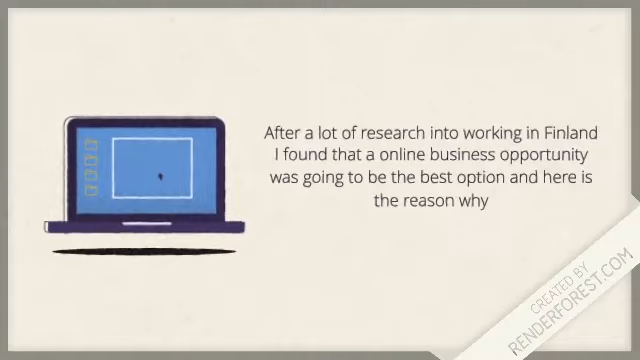 After a lot of research into working in Finland
I found that a online business opportunity
was going to be the best option and here is
the reason why
CREATED BY
RENDERFOREST.COM